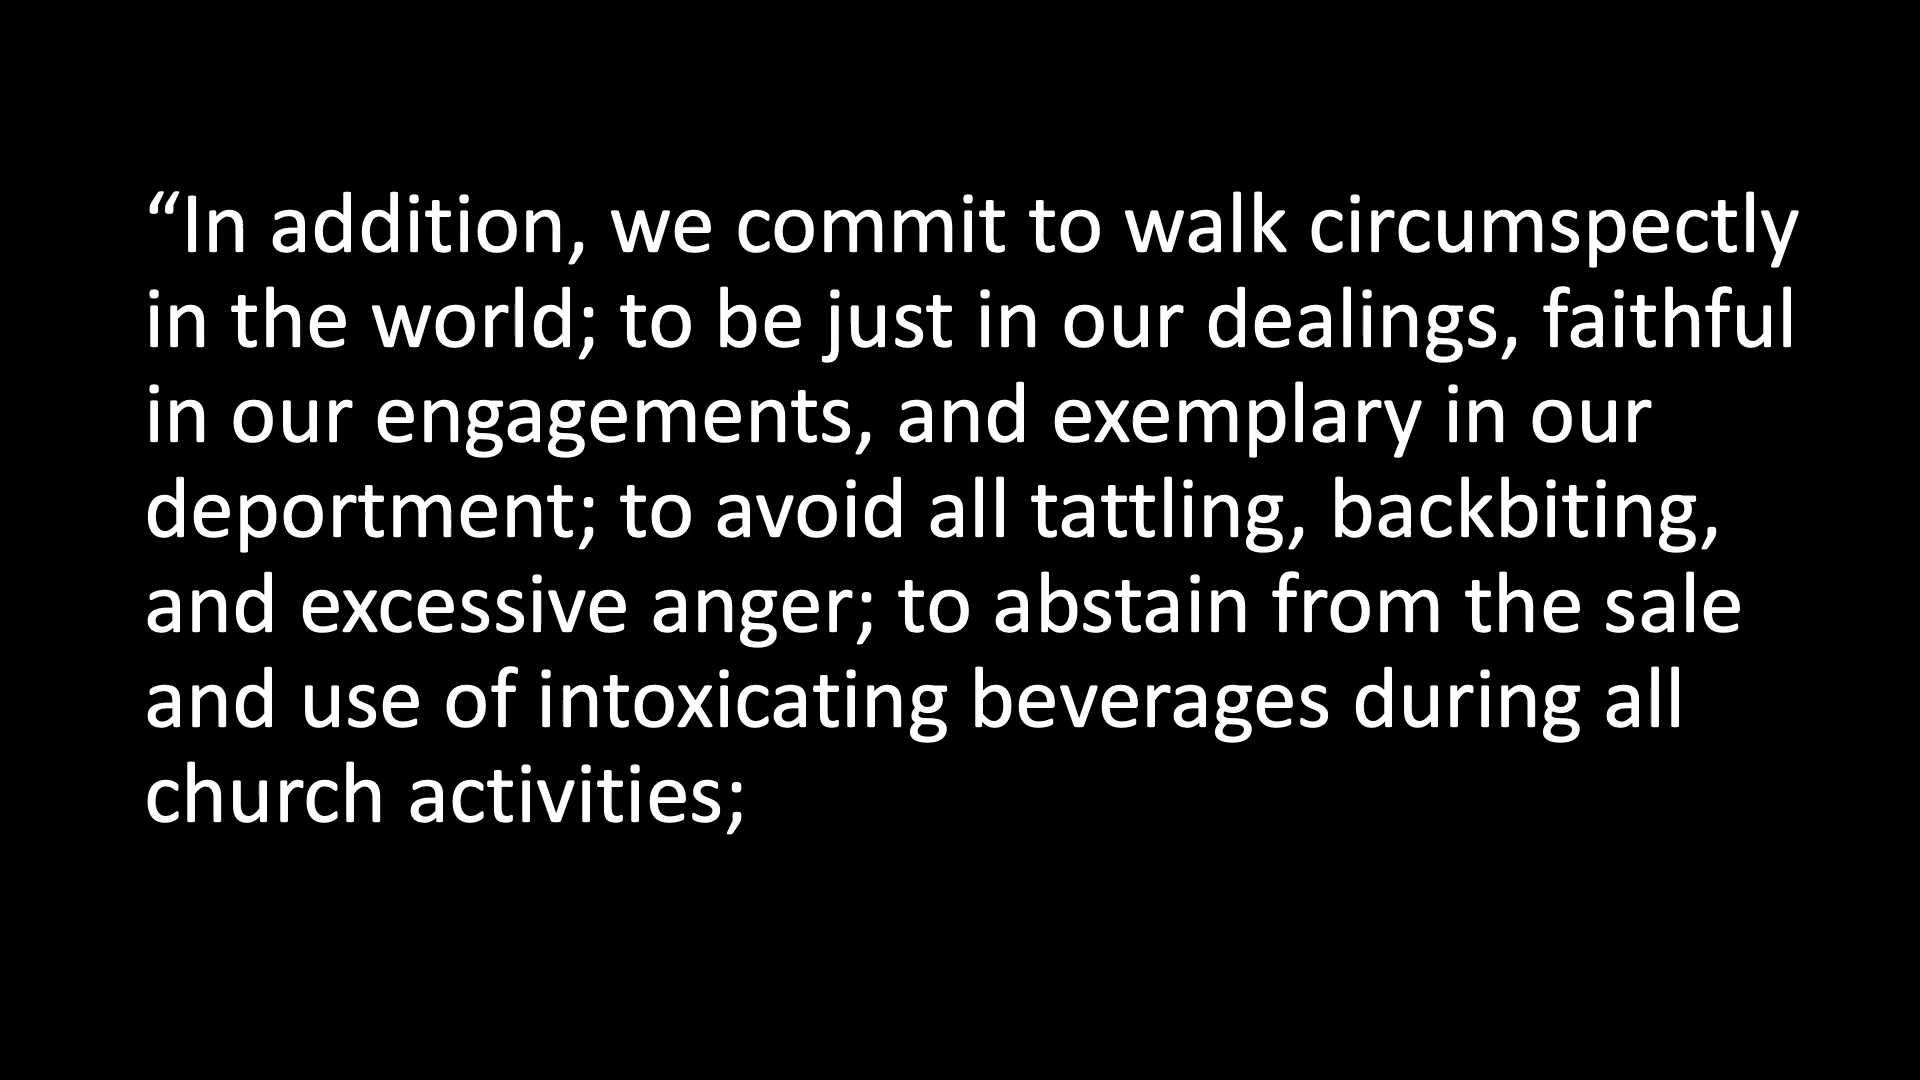 “In addition, we commit to walk circumspectly
in the world; to be just in our dealings, faithful
in our engagements, and exemplary in our
deportment; to avoid all tattling, backbiting,
and excessive anger; to abstain from the sale
and use of intoxicating beverages during all
church activities;